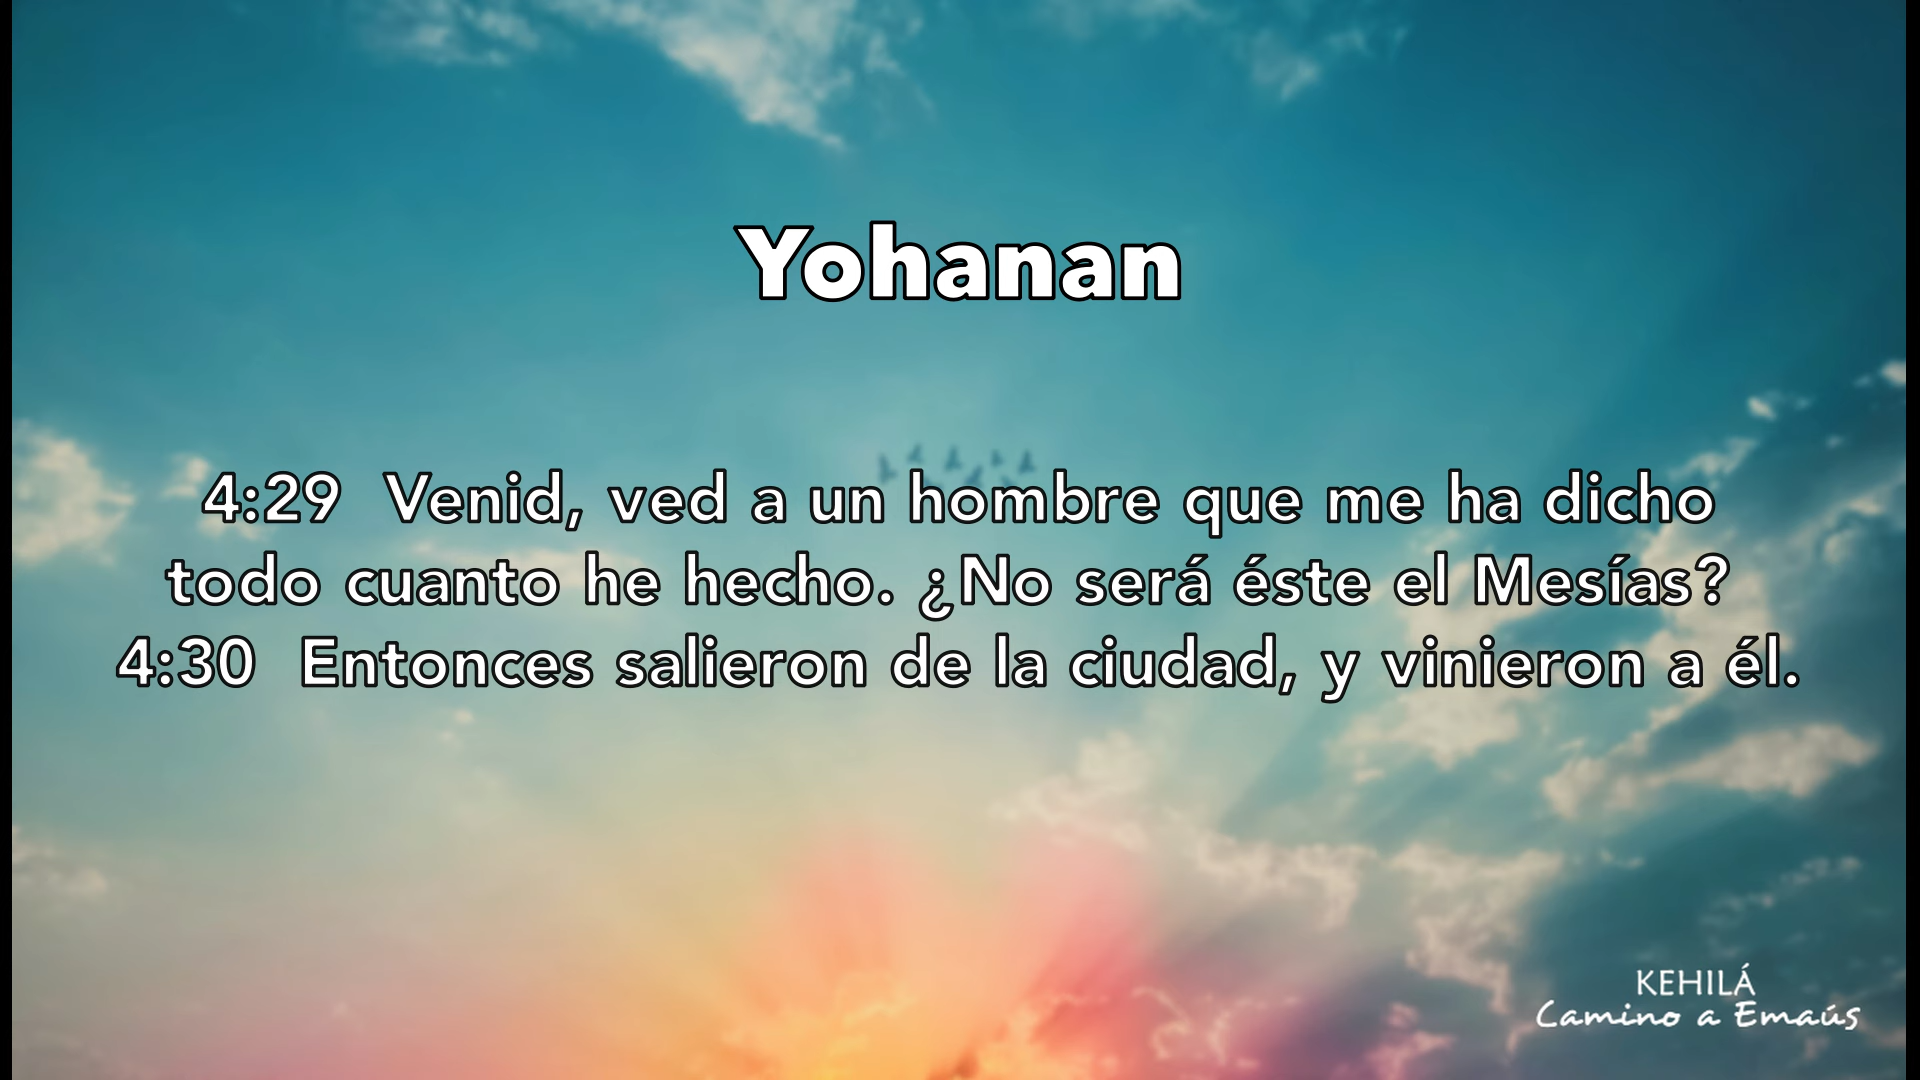 Yohanan
4:29 Venid, ved a un hombre que me ha dicho
todo cuanto he hecho. ¿No será éste el Mesías?
4:30 Entonces salieron de la ciudad, y vinieron a él.
KEHILÁ
Camino a Emaús